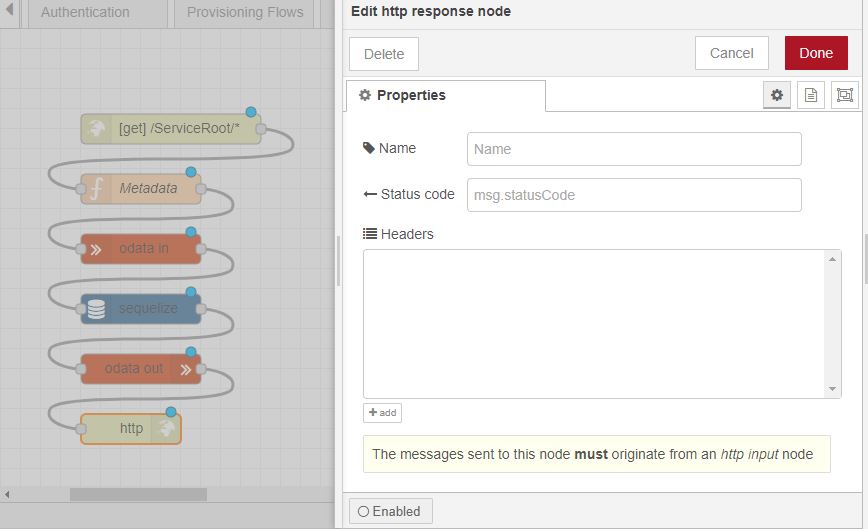 Authentication
Provisioning Flows
[get] /ServiceRoot/*
Metadata
odata in
sequelize
odata out
http
Edit http response node
Delete
Cancel
Done
Properties
Name
Name
Status code
msg.statusCode
Headers
add
The messages sent to this node must originate from an http input node
Enabled